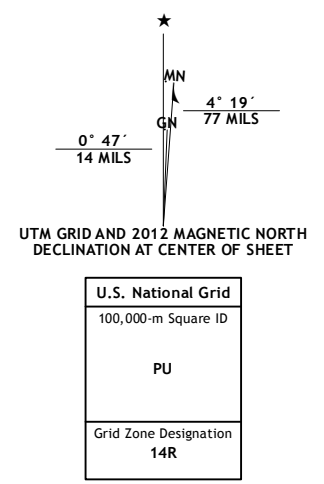 ★
MN
GN
4° 19´
77 MILS
0° 47´
14 MILS
UTM GRID AND 2012 MAGNETIC NORTH
DECLINATION AT CENTER OF SHEET
U.S. National Grid
100,000-m Square ID
PU
Grid Zone Designation
14R